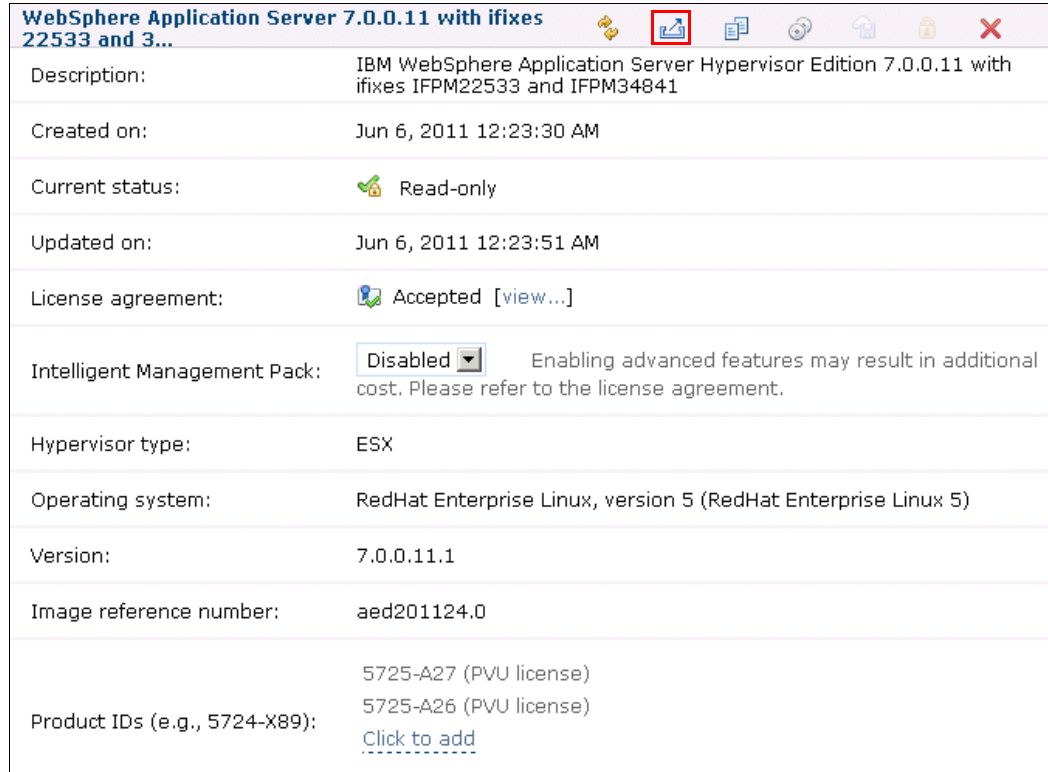 WebSphere Application Server 7.0.0.11 with ifixes
22533 and 3...
Description:
IBM WebSphere Application Server Hypervisor Edition 7.0.0.11 with
ifixes IFPM22533 and IFPM34841
Created on:
Jun 6, 2011 12:23:30 AM
Current status:
Read-only
Updated on:
Jun 6, 2011 12:23:51 AM
License agreement:
Accepted [view...]
Intelligent Management Pack:
Disabled Enabling advanced features may result in additional
cost. Please refer to the license agreement.
Hypervisor type:
ESX
Operating system:
RedHat Enterprise Linux, version 5 (RedHat Enterprise Linux 5)
Version:
7.0.0.11.1
Image reference number:
aed201124.0
Product IDs (e.g., 5724-X89):
5725-A27 (PVU license)
5725-A26 (PVU license)
Click to add